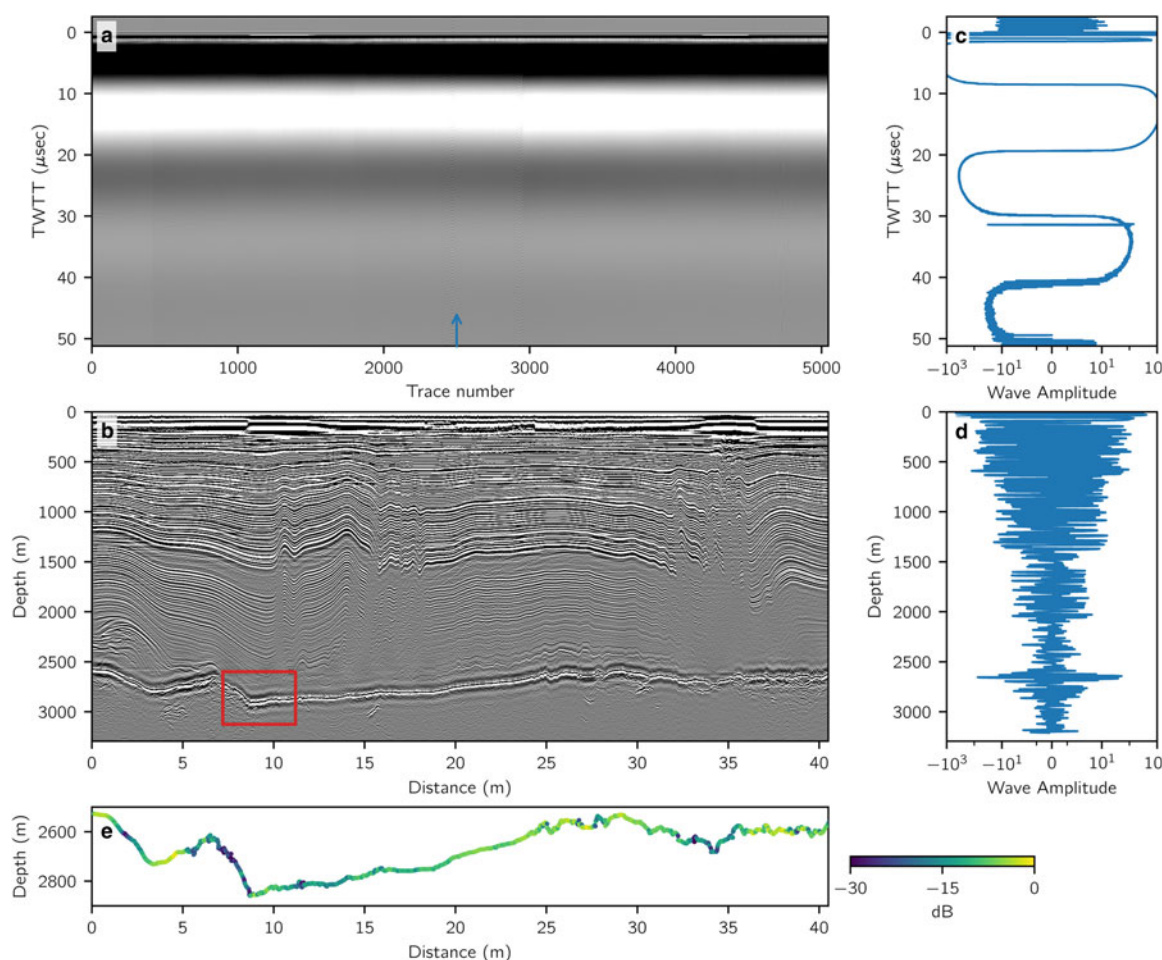 a
0
10
20
30
40
50
TWTT (μsec)
0 1000 2000 3000 4000 5000
Trace number
c
0
10
20
30
40
50
TWTT (μsec)
−10³ −10¹ 0 10¹ 10
Wave Amplitude
b
0
500
1000
1500
2000
2500
3000
Depth (m)
0 5 10 15 20 25 30 35 40
Distance (m)
d
0
500
1000
1500
2000
2500
3000
Depth (m)
−10³ −10¹ 0 10¹ 10
Wave Amplitude
e
2600
2800
Depth (m)
0 5 10 15 20 25 30 35 40
Distance (m)
−30 −15 0
dB